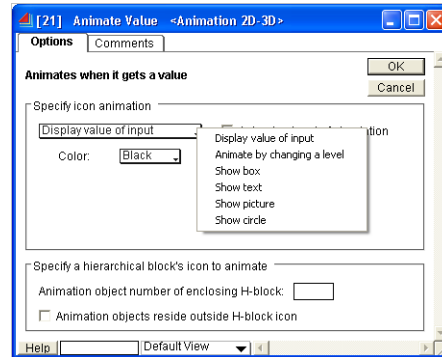 [21] Animate Value <Animation 2D-3D>
Options Comments
OK
Animates when it gets a value
Cancel
Specify icon animation
Display value of input
Color: Black
Display value of input
Animate by changing a level
Show box
Show text
Show picture
Show circle
Specify a hierarchical block's icon to animate
Animation object number of enclosing H-block:
Animation objects reside outside H-block icon
Help Default View